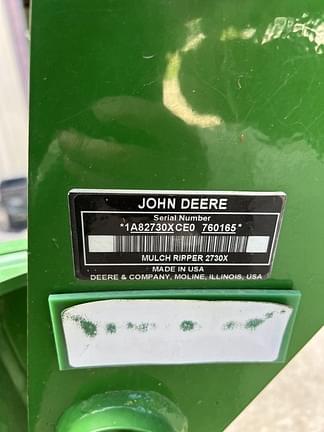 JOHN DEERE
Serial Number
*1A82730XCE0 760165*
MULCH RIPPER 2730X
MADE IN USA
DEERE & COMPANY, MOLINE, ILLINOIS, USA